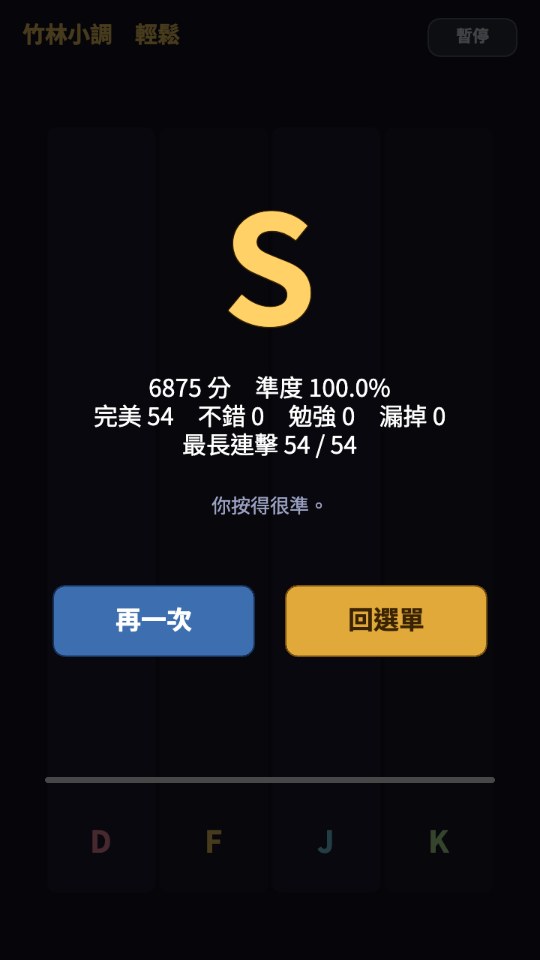 竹林小調　輕鬆
暫停
S
6875 分　準度 100.0%
完美 54　不錯 0　勉強 0　漏掉 0
最長連擊 54 / 54
你按得很準。
再一次
回選單
D F J K